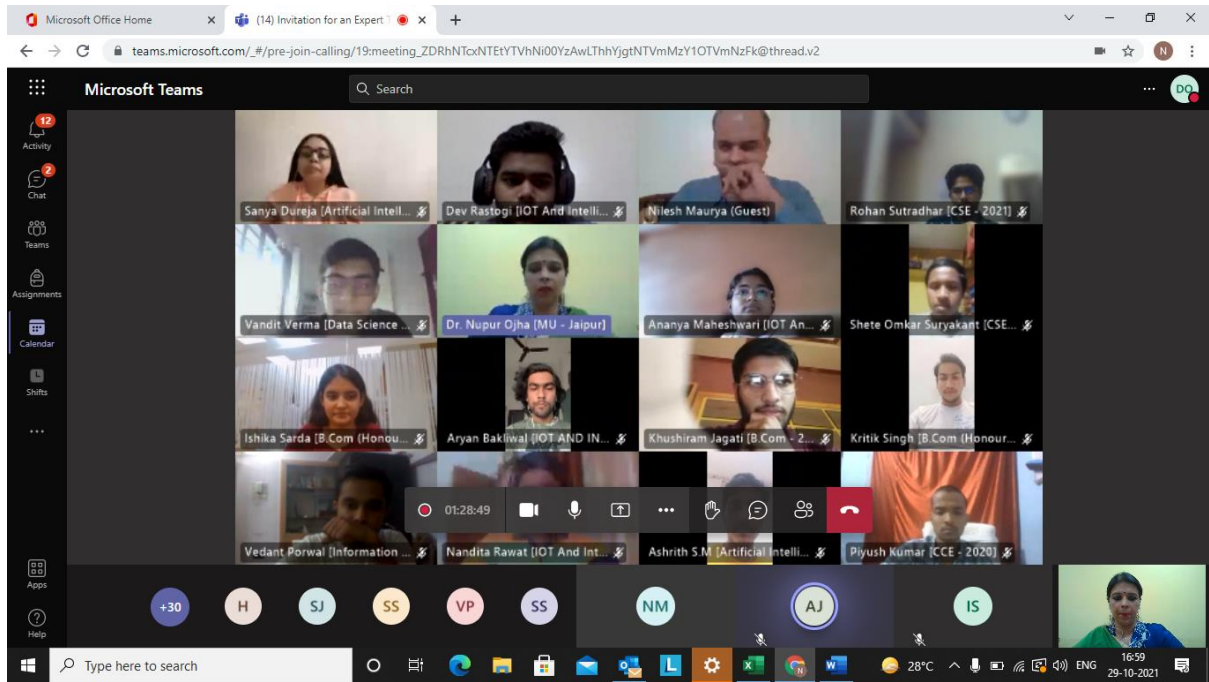 Microsoft Office Home
(14) Invitation for an Expert T
teams.microsoft.com/_#/pre-join-calling/19:meeting_ZDRhNTcxNTEtYTVhNi00YzAwLThhYjgtNTVmMzY1OTVmNzFk@thread.v2
N
Microsoft Teams
Search
DO
12
Activity
2
Chat
Teams
Assignments
Calendar
Shifts
Apps
Help
Sanya Dureja [Artificial Intell...
Dev Rastogi [IOT And Intelli...
Nilesh Maurya (Guest)
Rohan Sutradhar [CSE - 2021]
Vandit Verma [Data Science ...
Dr. Nupur Ojha [MU - Jaipur]
Ananya Maheshwari [IOT An...
Shete Omkar Suryakant [CSE...
Ishika Sarda [B.Com (Honou...
Aryan Bakliwal [IOT AND IN...
Khushiram Jagati [B.Com - 2...
Kritik Singh [B.Com (Honour...
01:28:49
Vedant Porwal [Information ...
Nandita Rawat [IOT And Int...
Ashrith S.M [Artificial Intelli...
Piyush Kumar [CCE - 2020]
+30
H
SJ
SS
VP
SS
NM
AJ
IS
Type here to search
28°C
ENG
16:59
29-10-2021